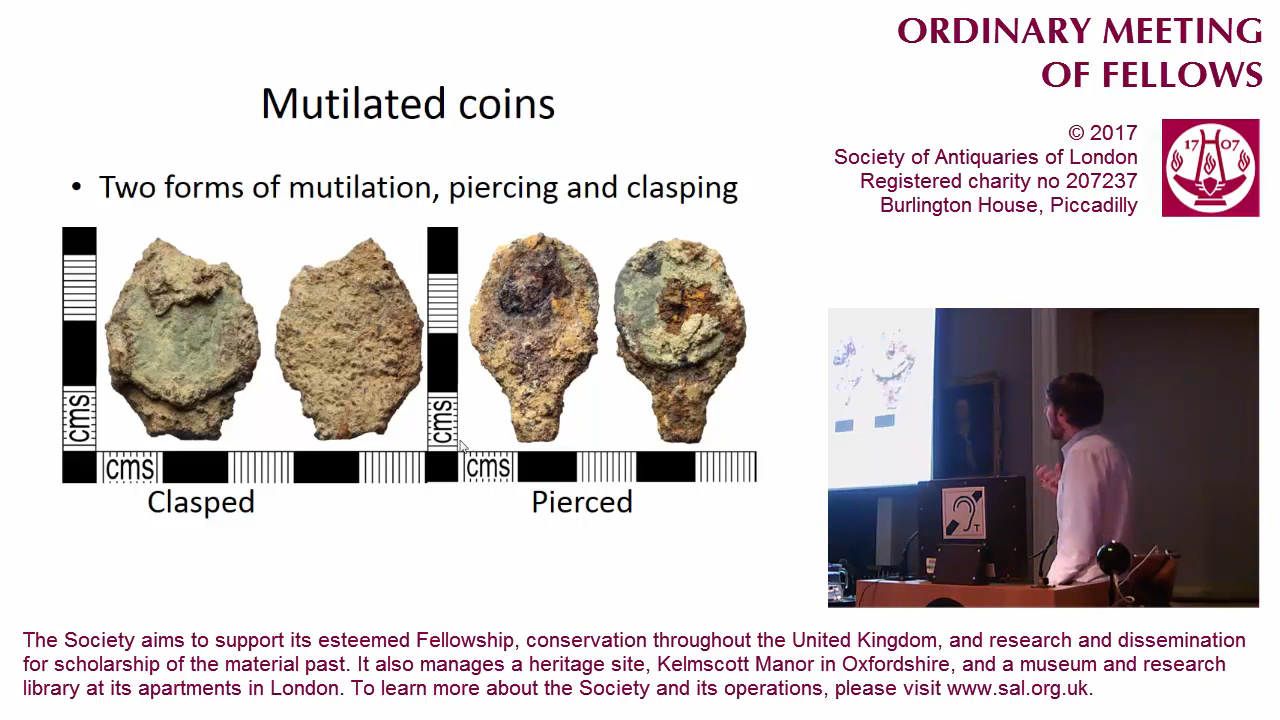 ORDINARY MEETING
OF FELLOWS
© 2017
Society of Antiquaries of London
Registered charity no 207237
Burlington House, Piccadilly
17 07
Mutilated coins
• Two forms of mutilation, piercing and clasping
cms
cms
cms
cms
Clasped
Pierced
T
The Society aims to support its esteemed Fellowship, conservation throughout the United Kingdom, and research and dissemination
for scholarship of the material past. It also manages a heritage site, Kelmscott Manor in Oxfordshire, and a museum and research
library at its apartments in London. To learn more about the Society and its operations, please visit www.sal.org.uk.